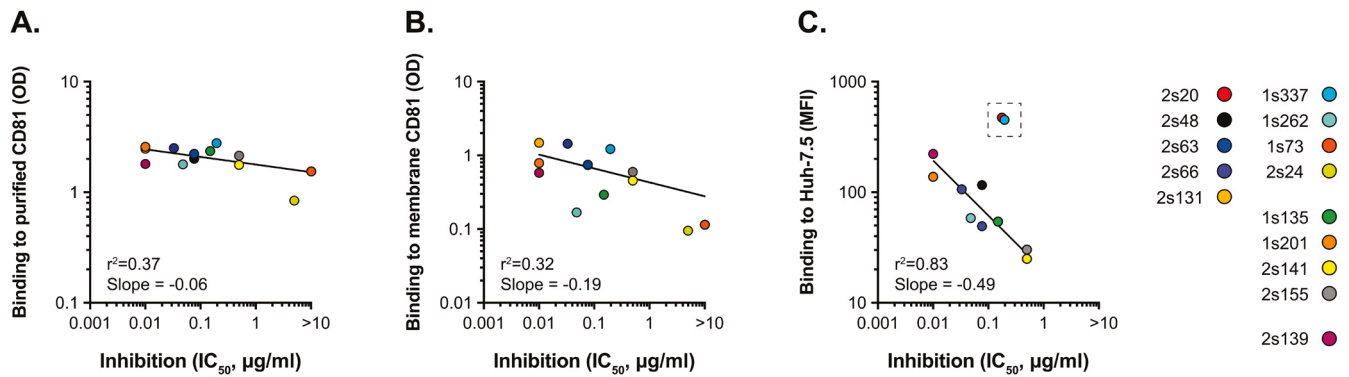 A.
Binding to purified CD81 (OD)
10
1
0.1
r²=0.37
Slope = -0.06
0.001 0.01 0.1 1 >10
Inhibition (IC50, µg/ml)
B.
Binding to membrane CD81 (OD)
10
1
0.1
0.01
r²=0.32
Slope = -0.19
0.001 0.01 0.1 1 >10
Inhibition (IC50, µg/ml)
C.
Binding to Huh-7.5 (MFI)
1000
100
10
r²=0.83
Slope = -0.49
0.001 0.01 0.1 1 >10
Inhibition (IC50, µg/ml)
2s20
2s48
2s63
2s66
2s131
1s337
1s262
1s73
2s24
1s135
1s201
2s141
2s155
2s139